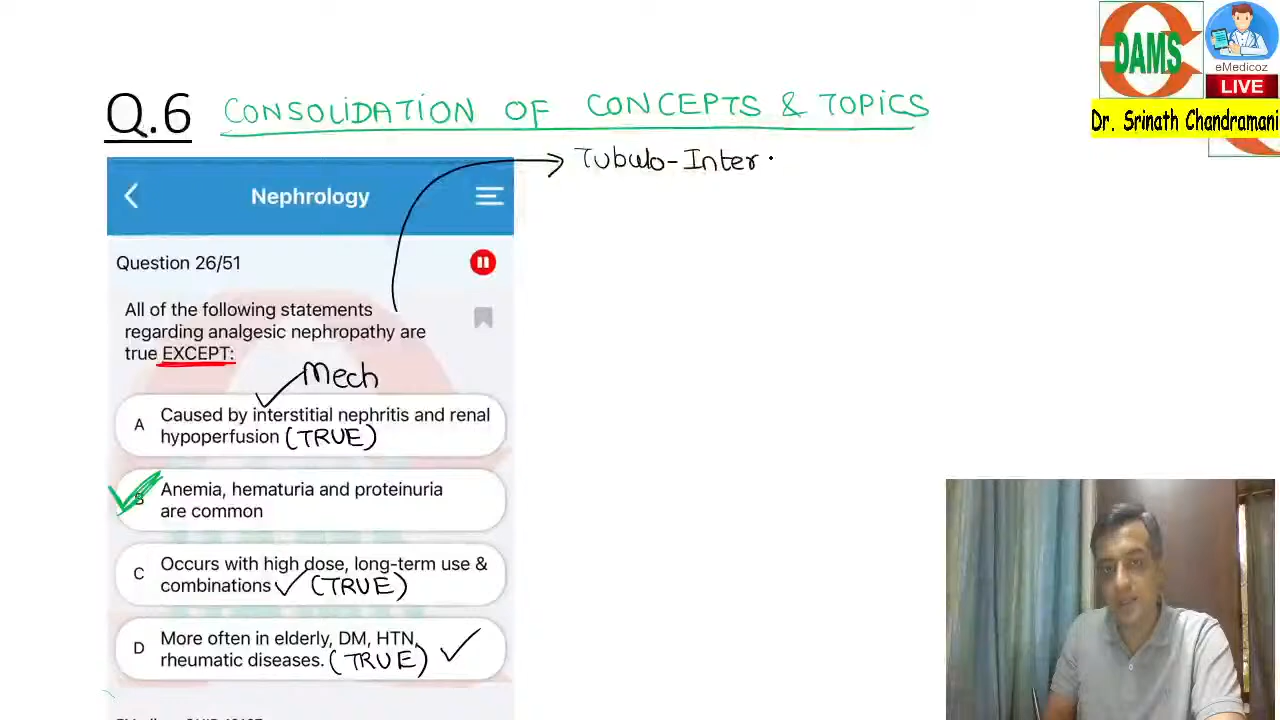 DAMS
eMedicoz
LIVE
Dr. Srinath Chandramani
Q.6 CONSOLIDATION OF CONCEPTS & TOPICS
Tubulo-Inter
Nephrology
Question 26/51
All of the following statements
regarding analgesic nephropathy are
true EXCEPT:
Mech
A Caused by interstitial nephritis and renal
hypoperfusion (TRUE)
Anemia, hematuria and proteinuria
are common
C Occurs with high dose, long-term use &
combinations (TRUE)
D More often in elderly, DM, HTN,
rheumatic diseases. (TRUE)